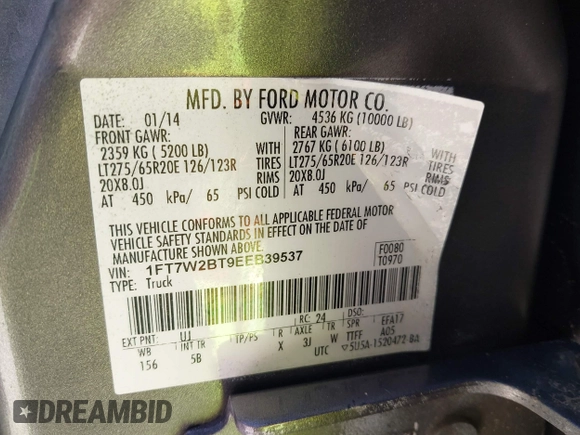 MFD. BY FORD MOTOR CO.
DATE: 01/14 GVWR: 4536 KG (10000 LB)
FRONT GAWR: REAR GAWR:
2359 KG ( 5200 LB) WITH 2767 KG ( 6100 LB) WITH
LT275/65R20E 126/123R TIRES LT275/65R20E 126/123R TIRES
20X8.0J RIMS 20X8.0J RIMS
AT 450 kPa/ 65 PSI COLD AT 450 kPa/ 65 PSI COLD
THIS VEHICLE CONFORMS TO ALL APPLICABLE FEDERAL MOTOR
VEHICLE SAFETY STANDARDS IN EFFECT ON THE DATE OF
MANUFACTURE SHOWN ABOVE.
VIN: 1FT7W2BT9EEB39537 F0080
TYPE: Truck T0970
EXT PNT: UJ RC: 24 DSO:
WB INT TR TP/PS R AXLE TR SPR EFA17
156 5B X 3J W TTFF A05
UTC ▽5U5A-1520472-BA
DREAMBID